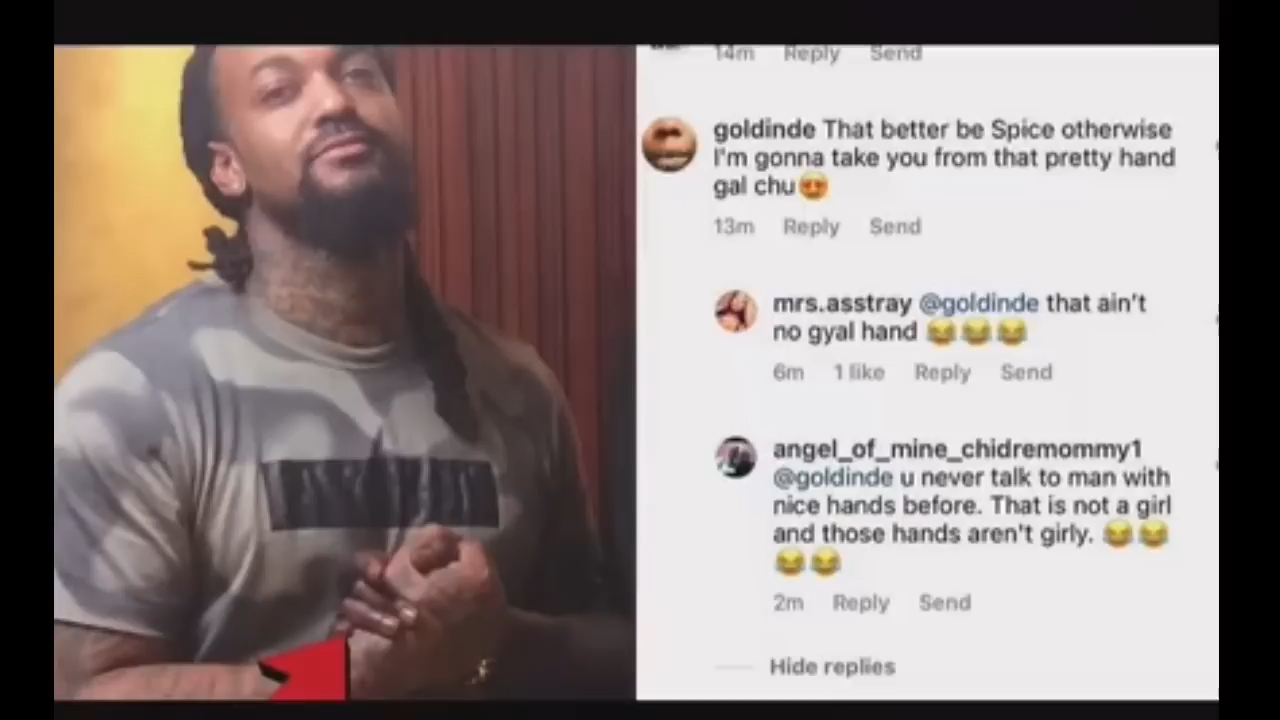 14m Reply Send
goldinde That better be Spice otherwise
I'm gonna take you from that pretty hand
gal chu😍
13m Reply Send
mrs.asstray @goldinde that ain't
no gyal hand 😂😂😂
6m 1 like Reply Send
angel_of_mine_chidremommy1
@goldinde u never talk to man with
nice hands before. That is not a girl
and those hands aren't girly. 😂😂
😂😂
2m Reply Send
Hide replies